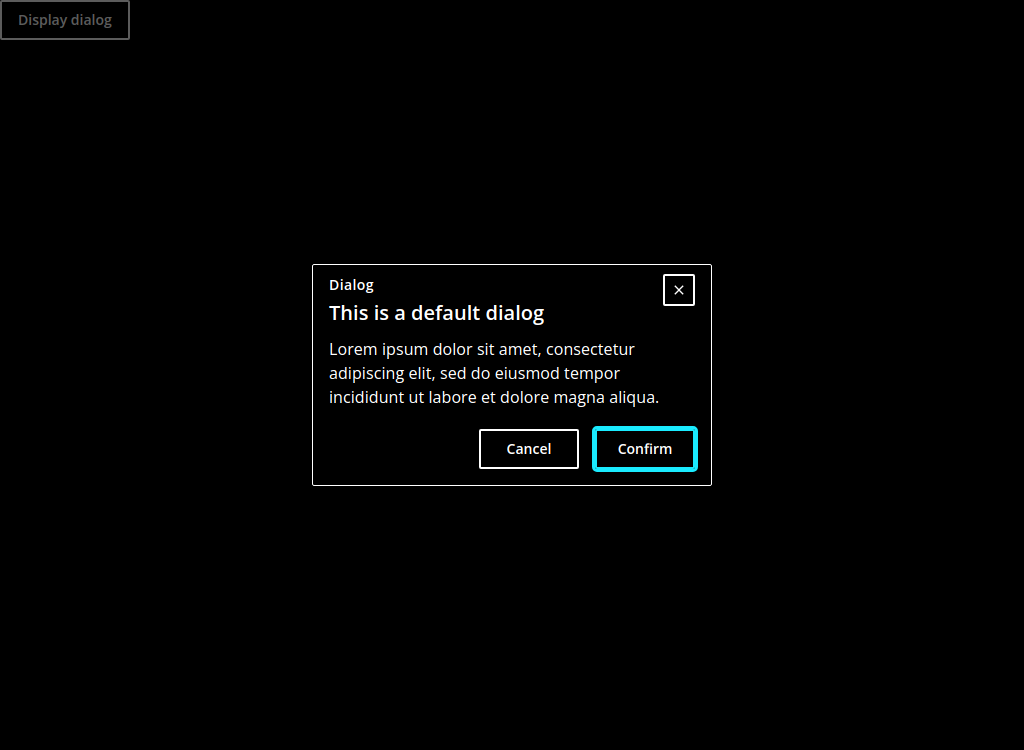 Display dialog
Dialog
This is a default dialog
Lorem ipsum dolor sit amet, consectetur
adipiscing elit, sed do eiusmod tempor
incididunt ut labore et dolore magna aliqua.
Cancel Confirm